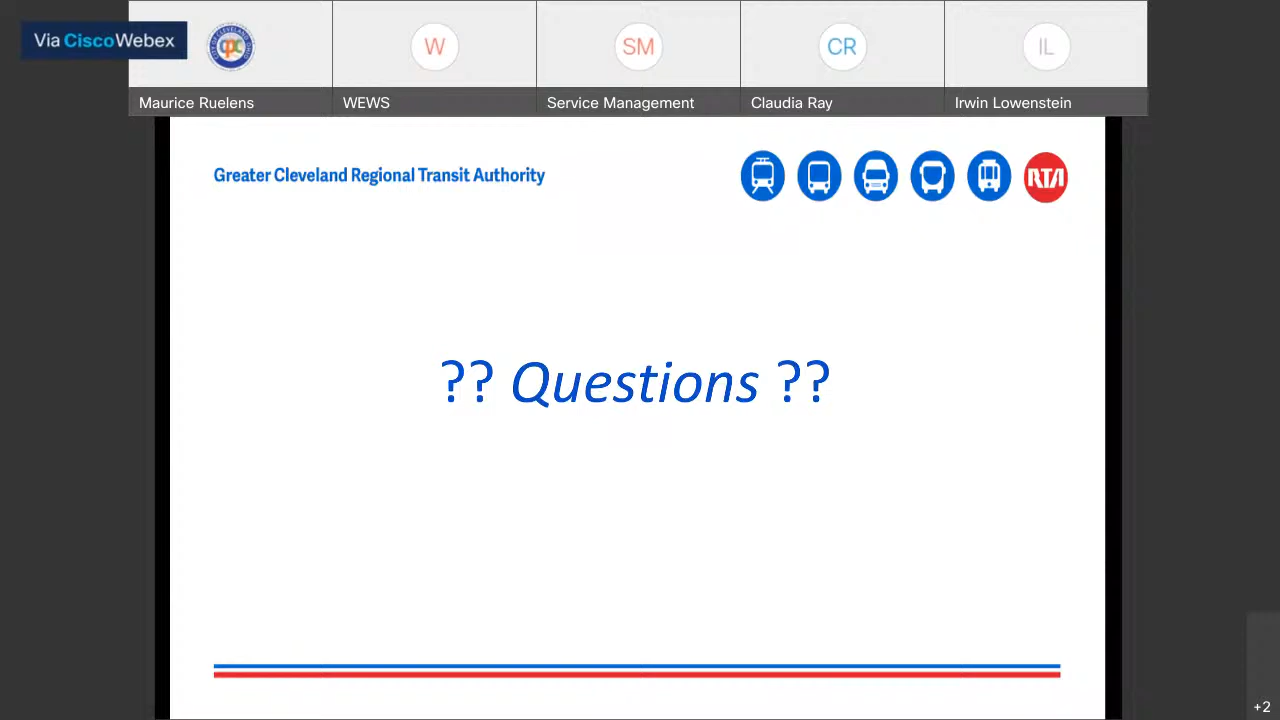 Via CiscoWebex
W
SM
CR
IL
Maurice Ruelens
WEWS
Service Management
Claudia Ray
Irwin Lowenstein
Greater Cleveland Regional Transit Authority
RTA
?? Questions ??
+2